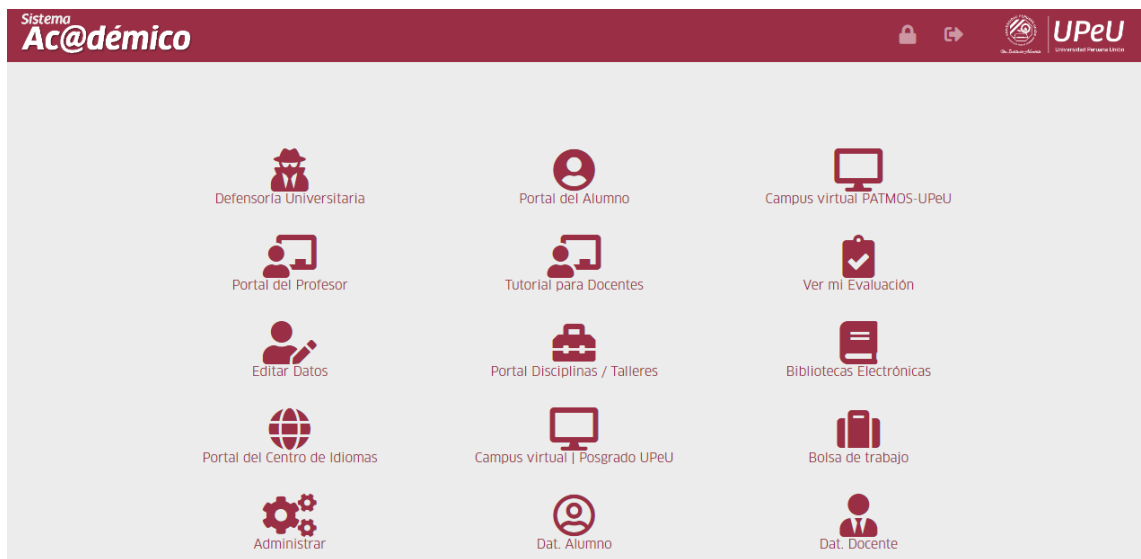 Sistema
Ac@démico
UPeU
Universidad Peruana Unión
Defensoría Universitaria
Portal del Alumno
Campus virtual PATMOS-UPeU
Portal del Profesor
Tutorial para Docentes
Ver mi Evaluación
Editar Datos
Portal Disciplinas / Talleres
Bibliotecas Electrónicas
Portal del Centro de Idiomas
Campus virtual | Posgrado UPeU
Bolsa de trabajo
Administrar
Dat. Alumno
Dat. Docente